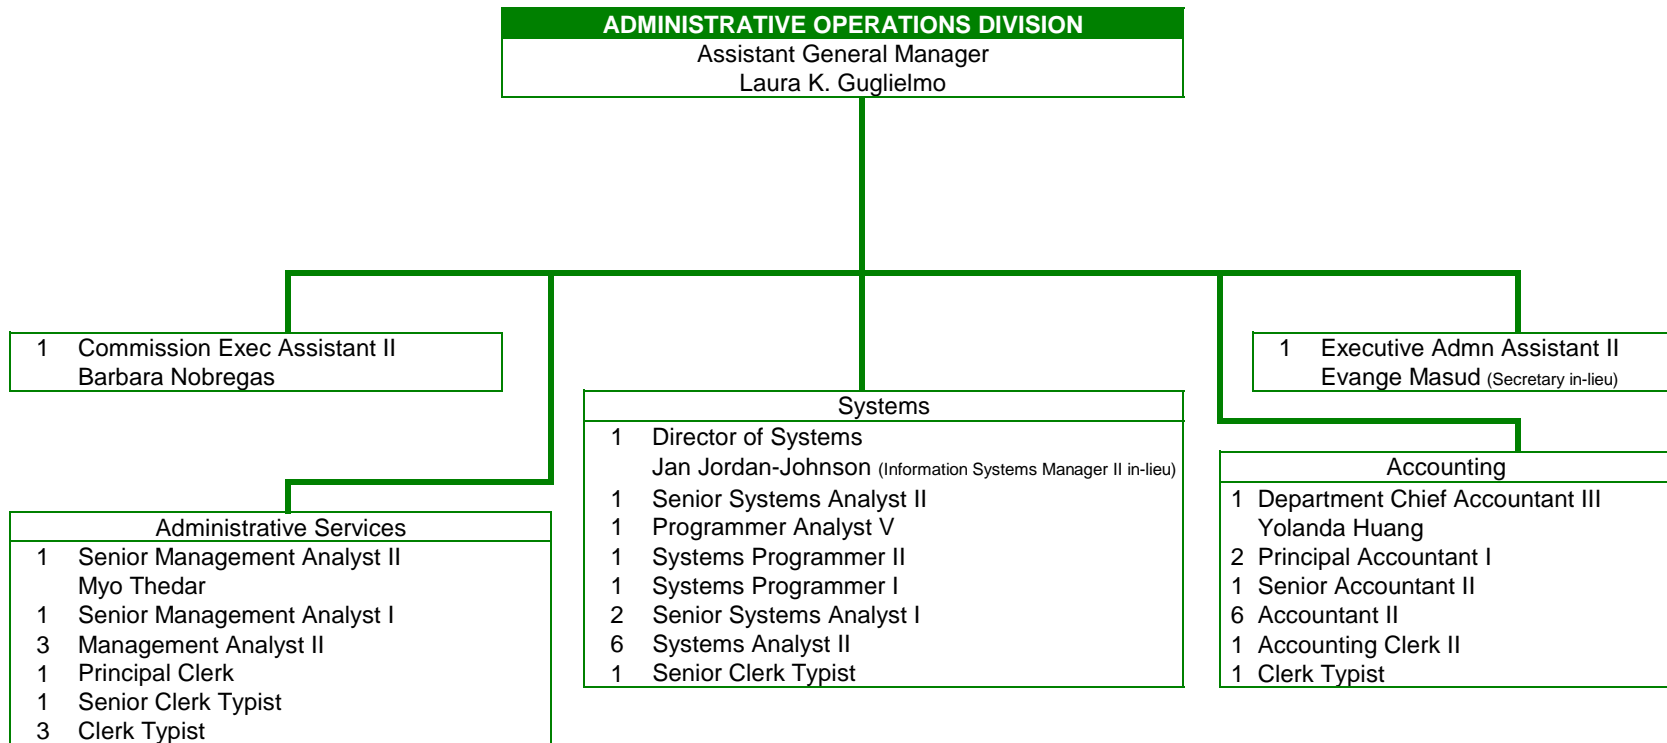 ADMINISTRATIVE OPERATIONS DIVISION
Assistant General Manager
Laura K. Guglielmo
1 Commission Exec Assistant II
Barbara Nobregas
1 Executive Admn Assistant II
Evange Masud (Secretary in-lieu)
Administrative Services
1 Senior Management Analyst II
Myo Thedar
1 Senior Management Analyst I
3 Management Analyst II
1 Principal Clerk
1 Senior Clerk Typist
3 Clerk Typist
Systems
1 Director of Systems
Jan Jordan-Johnson (Information Systems Manager II in-lieu)
1 Senior Systems Analyst II
1 Programmer Analyst V
1 Systems Programmer II
1 Systems Programmer I
2 Senior Systems Analyst I
6 Systems Analyst II
1 Senior Clerk Typist
Accounting
1 Department Chief Accountant III
Yolanda Huang
2 Principal Accountant I
1 Senior Accountant II
6 Accountant II
1 Accounting Clerk II
1 Clerk Typist